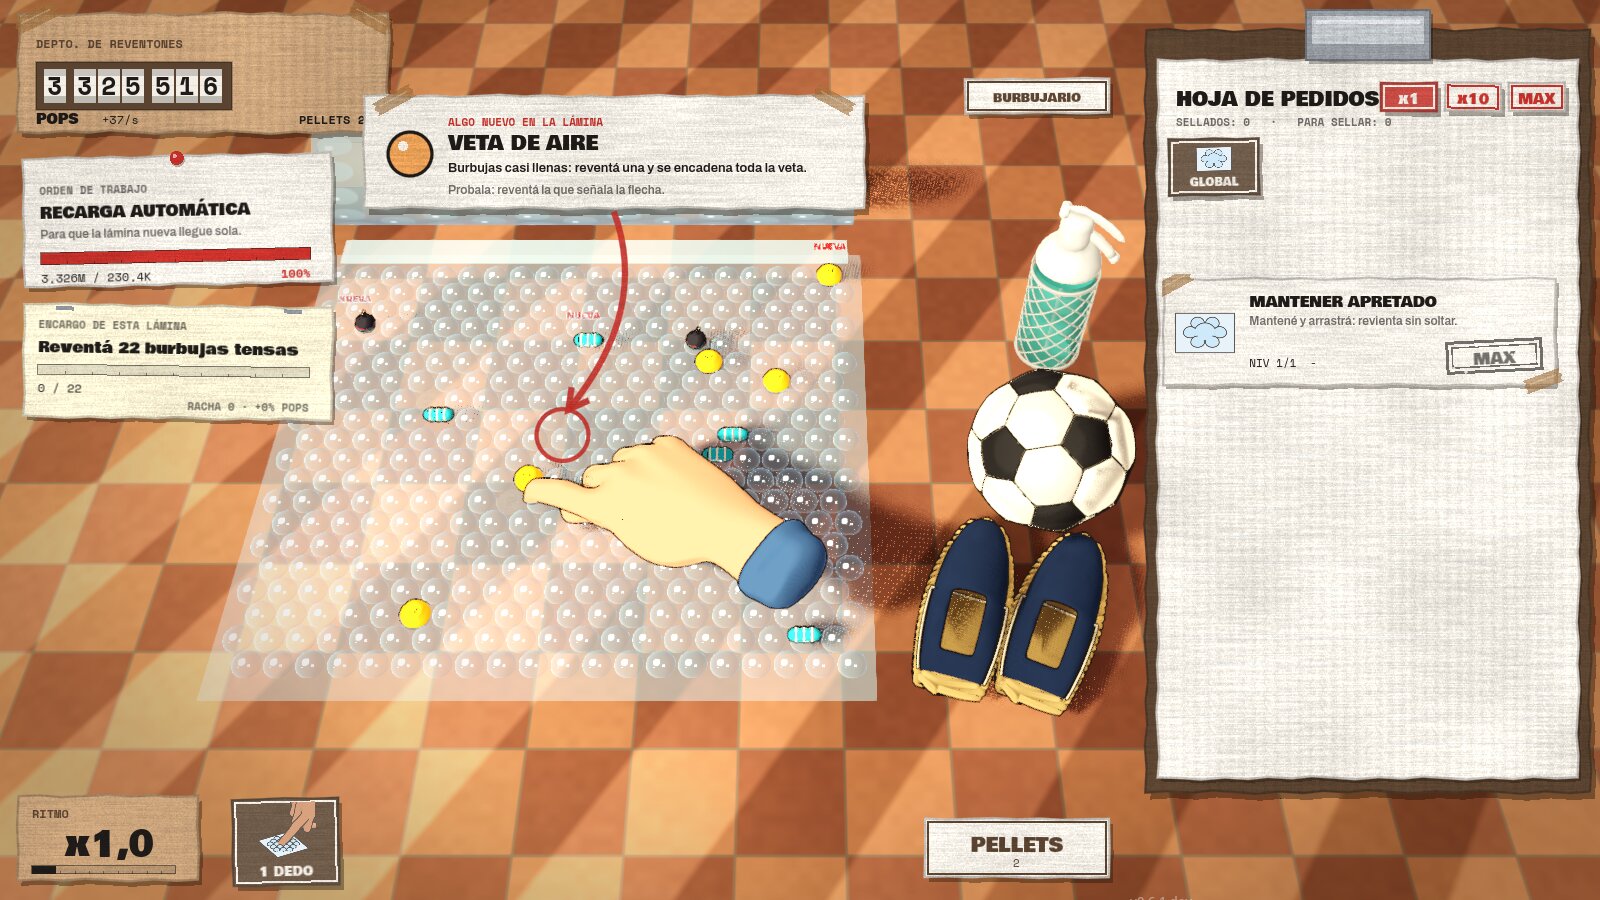 DEPTO. DE REVENTONES
3 325 516
POPS +37/s PELLETS 2
ORDEN DE TRABAJO
RECARGA AUTOMÁTICA
Para que la lámina nueva llegue sola.
3,326M / 230.4K 100%
ENCARGO DE ESTA LÁMINA
Reventá 22 burbujas tensas
0 / 22
RACHA 0 · +0% POPS
ALGO NUEVO EN LA LÁMINA
VETA DE AIRE
Burbujas casi llenas: reventá una y se encadena toda la veta.
Probala: reventá la que señala la flecha.
NUEVA
NUEVA
NUEVA
BURBUJARIO
HOJA DE PEDIDOS x1 x10 MAX
SELLADOS: 0 · PARA SELLAR: 0
GLOBAL
MANTENER APRETADO
Mantené y arrastrá: revienta sin soltar.
NIV 1/1 -
MAX
RITMO
x1,0
1 DEDO
PELLETS
2